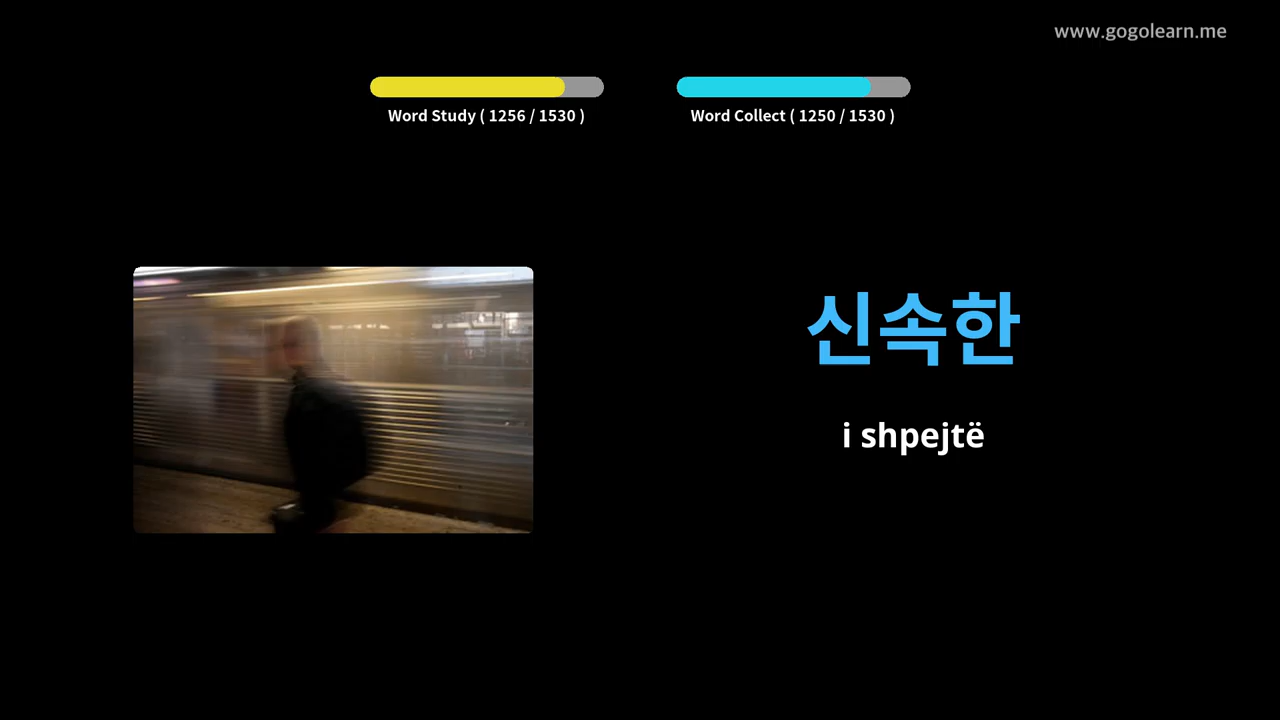 www.gogolearn.me
Word Study ( 1256 / 1530 )
Word Collect ( 1250 / 1530 )
신속한
i shpejtë